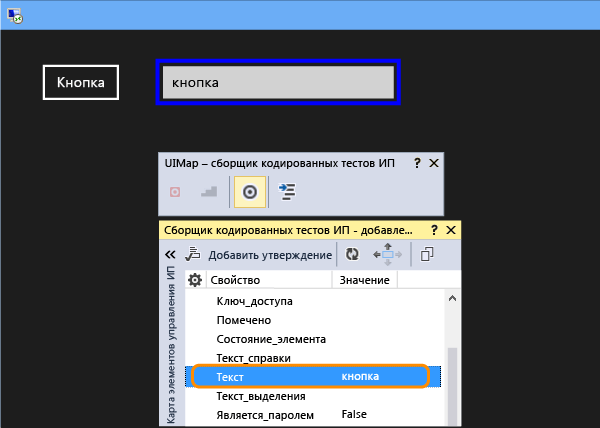 Кнопка
кнопка
UIMap – сборщик кодированных тестов ИП
Сборщик кодированных тестов ИП - добавле...
Добавить утверждение
Карта элементов управления ИП
Свойство Значение
Ключ_доступа
Помечено
Состояние_элемента
Текст_справки
Текст кнопка
Текст_выделения
Является_паролем False